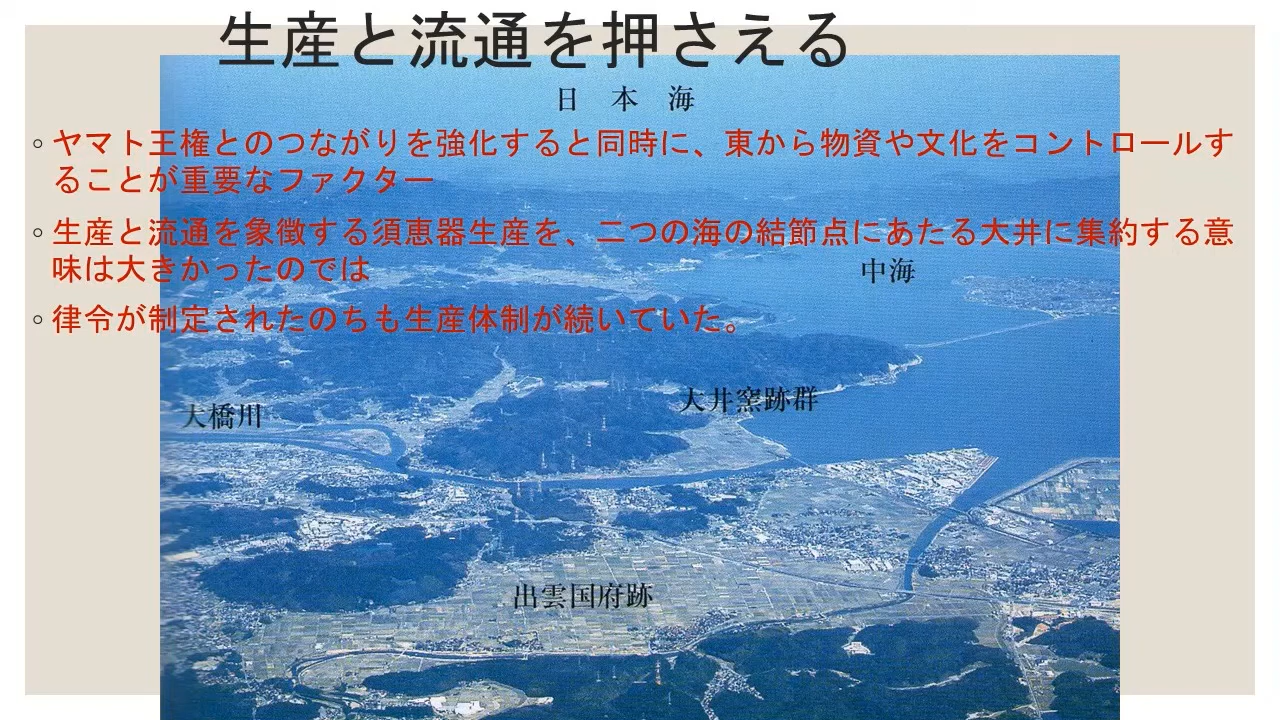 生産と流通を押さえる
日　本　海
◦ヤマト王権とのつながりを強化すると同時に、東から物資や文化をコントロールす
ることが重要なファクター
◦生産と流通を象徴する須恵器生産を、二つの海の結節点にあたる大井に集約する意
味は大きかったのでは
中海
◦律令が制定されたのちも生産体制が続いていた。
大井窯跡群
大橋川
出雲国府跡